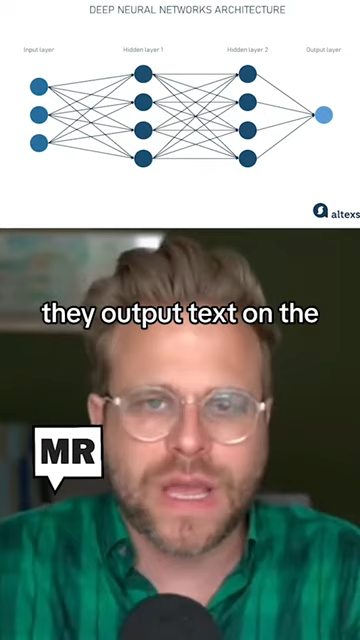 DEEP NEURAL NETWORKS ARCHITECTURE
Input layer
Hidden layer 1
Hidden layer 2
Output layer
altexs
they output text on the
MR